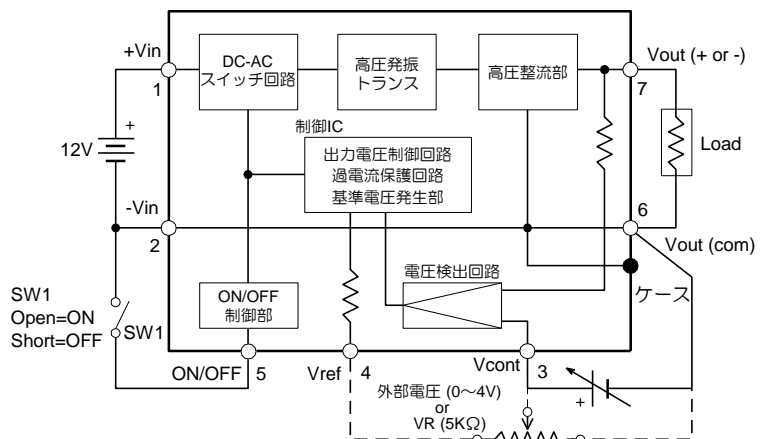 +Vin
1
DC-AC
スイッチ回路
高圧発振
トランス
高圧整流部
Vout (+ or -)
7
制御IC
出力電圧制御回路
過電流保護回路
基準電圧発生部
+
12V
Load
-Vin
2
6
Vout (com)
電圧検出回路
ケース
SW1
Open=ON
Short=OFF
SW1
ON/OFF
制御部
ON/OFF
5
Vref
4
Vcont
3
外部電圧 (0～4V)
or
VR (5KΩ)
+